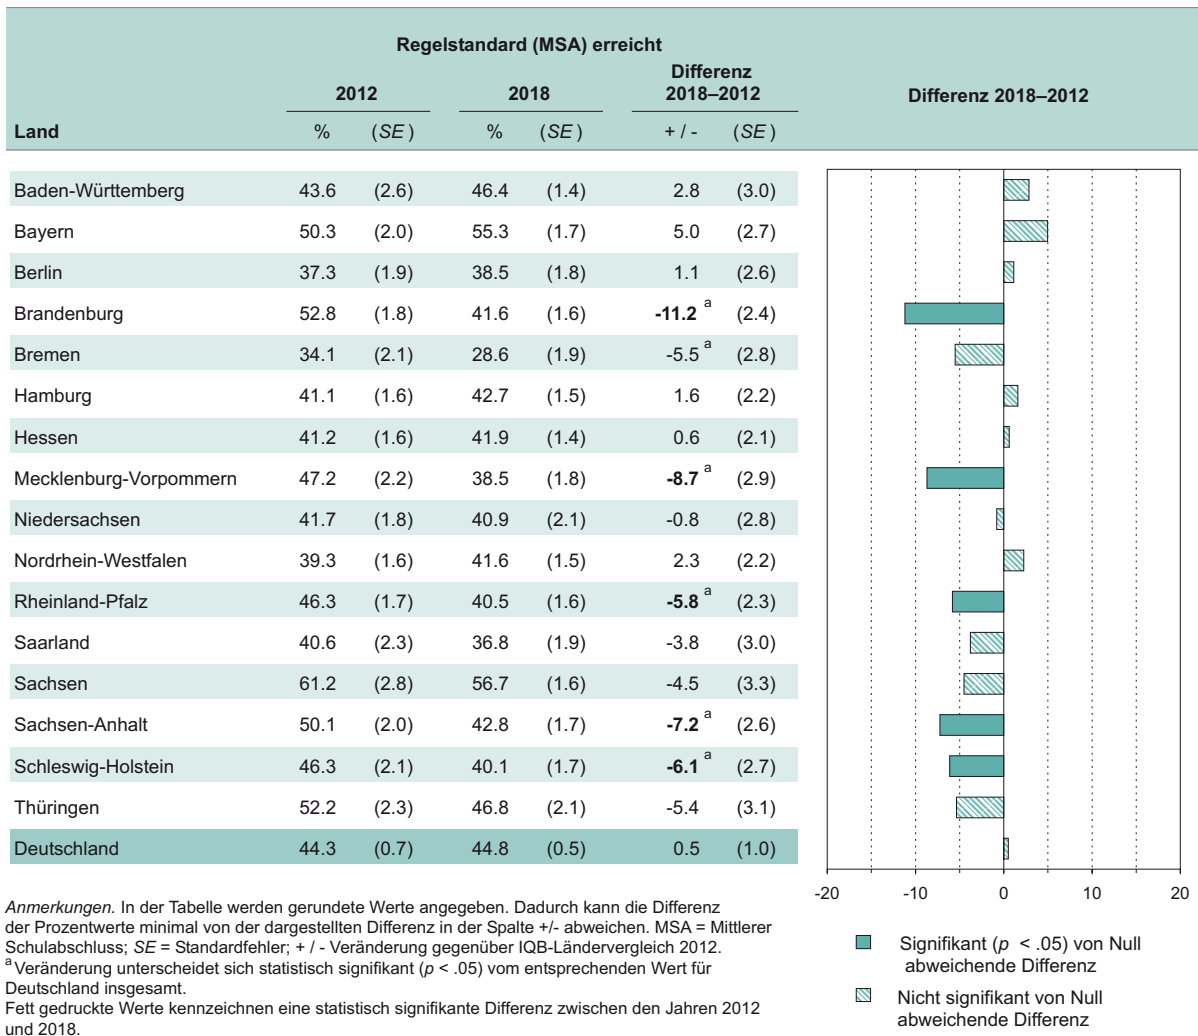 Regelstandard (MSA) erreicht
2012 2018 Differenz 2018–2012 Differenz 2018–2012
Land % (SE) % (SE) + / - (SE)
Baden-Württemberg 43.6 (2.6) 46.4 (1.4) 2.8 (3.0)
Bayern 50.3 (2.0) 55.3 (1.7) 5.0 (2.7)
Berlin 37.3 (1.9) 38.5 (1.8) 1.1 (2.6)
Brandenburg 52.8 (1.8) 41.6 (1.6) -11.2 a (2.4)
Bremen 34.1 (2.1) 28.6 (1.9) -5.5 a (2.8)
Hamburg 41.1 (1.6) 42.7 (1.5) 1.6 (2.2)
Hessen 41.2 (1.6) 41.9 (1.4) 0.6 (2.1)
Mecklenburg-Vorpommern 47.2 (2.2) 38.5 (1.8) -8.7 a (2.9)
Niedersachsen 41.7 (1.8) 40.9 (2.1) -0.8 (2.8)
Nordrhein-Westfalen 39.3 (1.6) 41.6 (1.5) 2.3 (2.2)
Rheinland-Pfalz 46.3 (1.7) 40.5 (1.6) -5.8 a (2.3)
Saarland 40.6 (2.3) 36.8 (1.9) -3.8 (3.0)
Sachsen 61.2 (2.8) 56.7 (1.6) -4.5 (3.3)
Sachsen-Anhalt 50.1 (2.0) 42.8 (1.7) -7.2 a (2.6)
Schleswig-Holstein 46.3 (2.1) 40.1 (1.7) -6.1 a (2.7)
Thüringen 52.2 (2.3) 46.8 (2.1) -5.4 (3.1)
Deutschland 44.3 (0.7) 44.8 (0.5) 0.5 (1.0)
-20 -10 0 10 20
Anmerkungen. In der Tabelle werden gerundete Werte angegeben. Dadurch kann die Differenz
der Prozentwerte minimal von der dargestellten Differenz in der Spalte +/- abweichen. MSA = Mittlerer
Schulabschluss; SE = Standardfehler; + / - Veränderung gegenüber IQB-Ländervergleich 2012.
a Veränderung unterscheidet sich statistisch signifikant (p < .05) vom entsprechenden Wert für
Deutschland insgesamt.
Fett gedruckte Werte kennzeichnen eine statistisch signifikante Differenz zwischen den Jahren 2012
und 2018.
Signifikant (p < .05) von Null
abweichende Differenz
Nicht signifikant von Null
abweichende Differenz